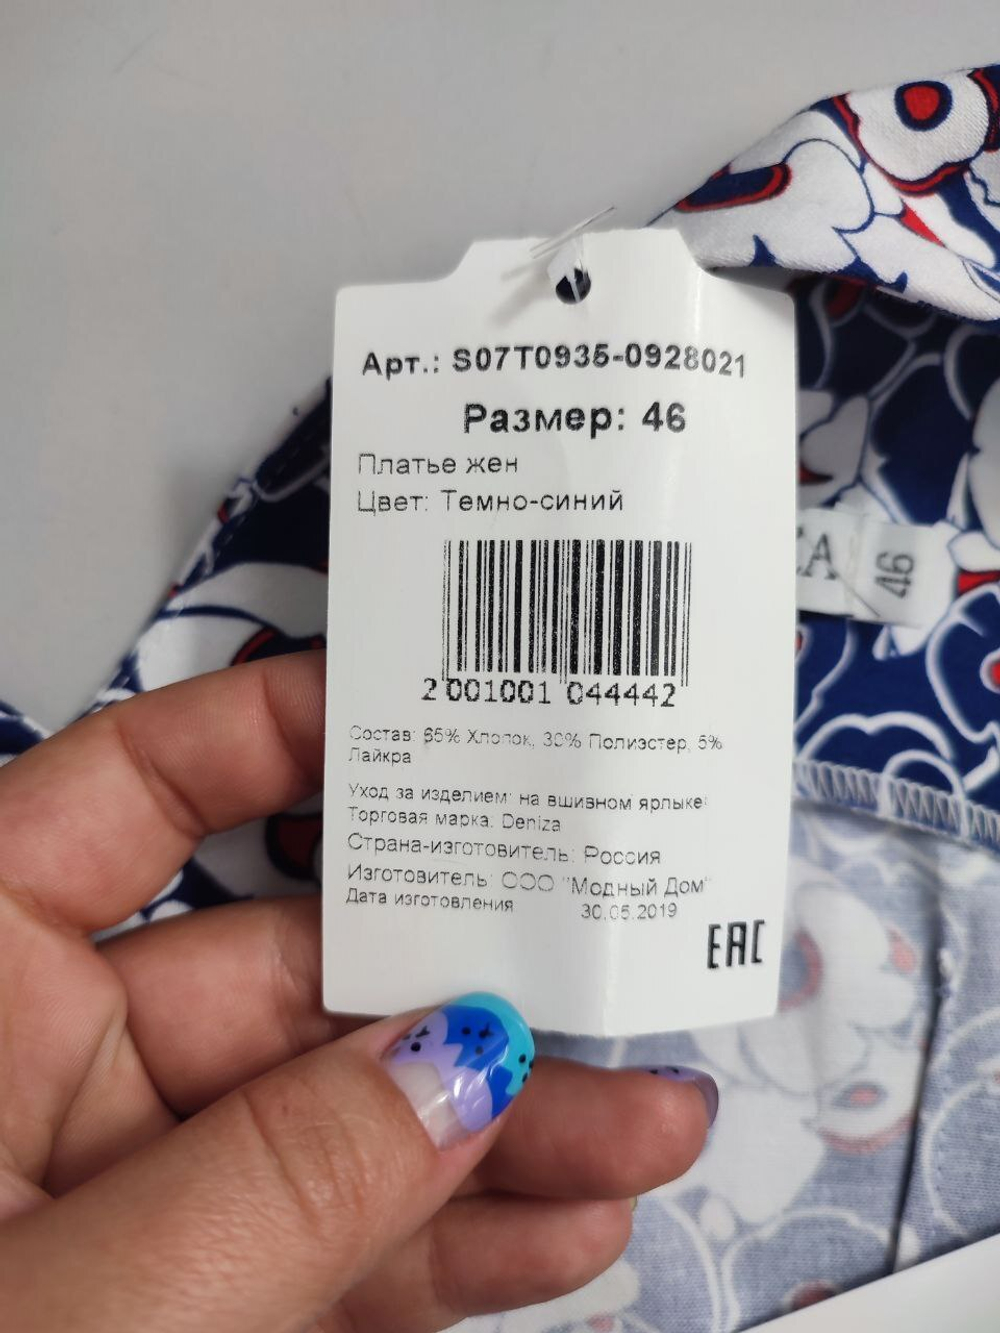 Арт.: S07T0935-0928021
Размер: 46
Платье жен
Цвет: Темно-синий
2 001001 044442
Состав: 65% Хлопок, 30% Полиэстер, 5%
Лайкра
Уход за изделием: на вшивном ярлыке
Торговая марка: Deniza
Страна-изготовитель: Россия
Изготовитель: ООО "Модный Дом"
Дата изготовления 30.05.2019
EAC
46